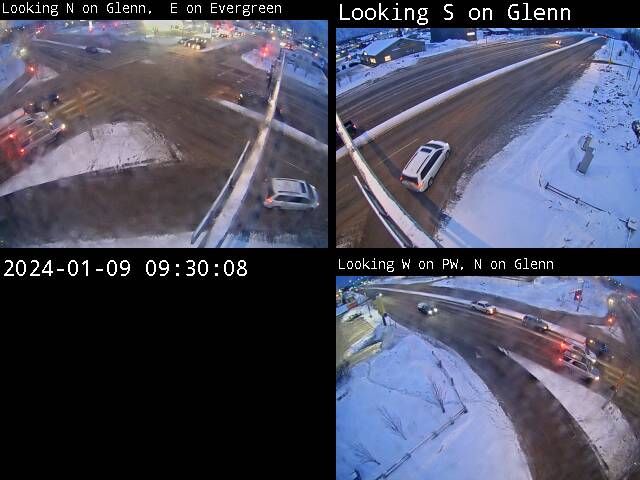 Looking N on Glenn,  E on Evergreen
Looking S on Glenn
2024-01-09 09:30:08
Looking W on PW, N on Glenn